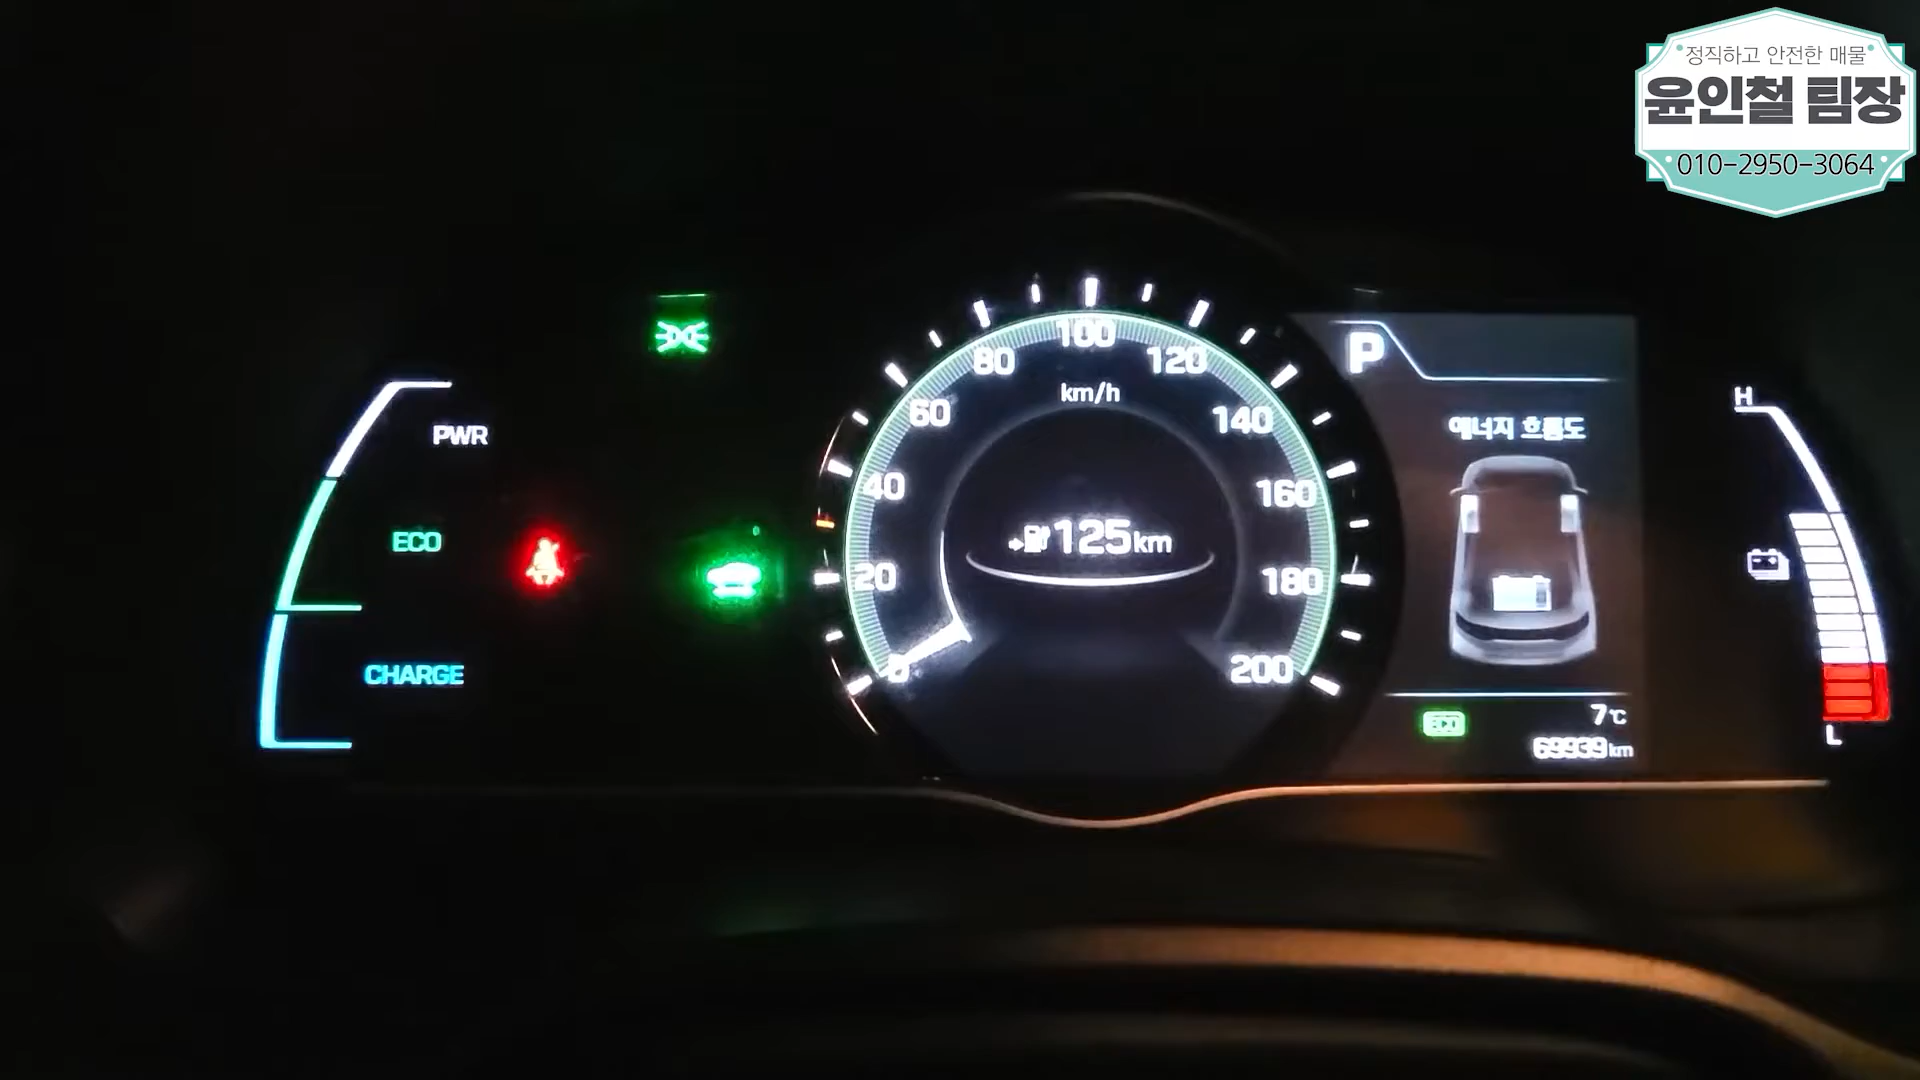 정직하고 안전한 매물
윤인철 팀장
010-2950-3064
PWR
ECO
CHARGE
0
20
40
60
80
100
120
140
160
180
200
km/h
125km
P
에너지 흐름도
ECO
7℃
69939km
H
L